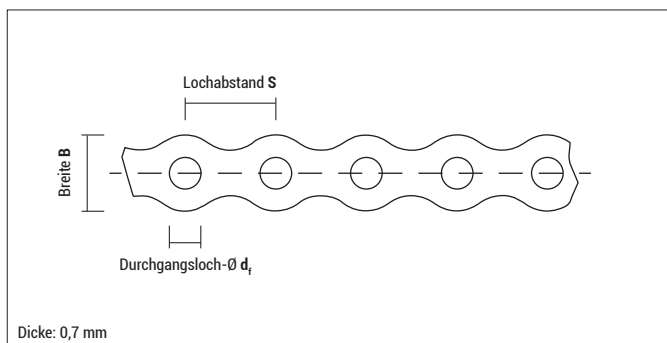 Lochabstand S
Breite B
Durchgangsloch-Ø df
Dicke: 0,7 mm